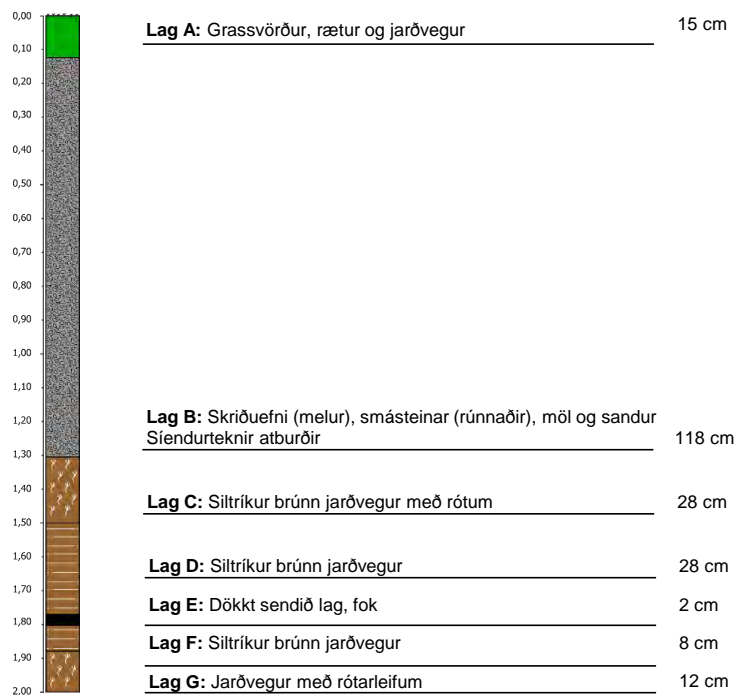 0,00
0,10
0,20
0,30
0,40
0,50
0,60
0,70
0,80
0,90
1,00
1,10
1,20
1,30
1,40
1,50
1,60
1,70
1,80
1,90
2.00
Lag A: Grassvörður, rætur og jarðvegur 15 cm
Lag B: Skriðuefni (melur), smásteinar (rúnnaðir), möl og sandur
Síendurteknir atburðir 118 cm
Lag C: Siltríkur brúnn jarðvegur með rótum 28 cm
Lag D: Siltríkur brúnn jarðvegur 28 cm
Lag E: Dökkt sendið lag, fok 2 cm
Lag F: Siltríkur brúnn jarðvegur 8 cm
Lag G: Jarðvegur með rótarleifum 12 cm